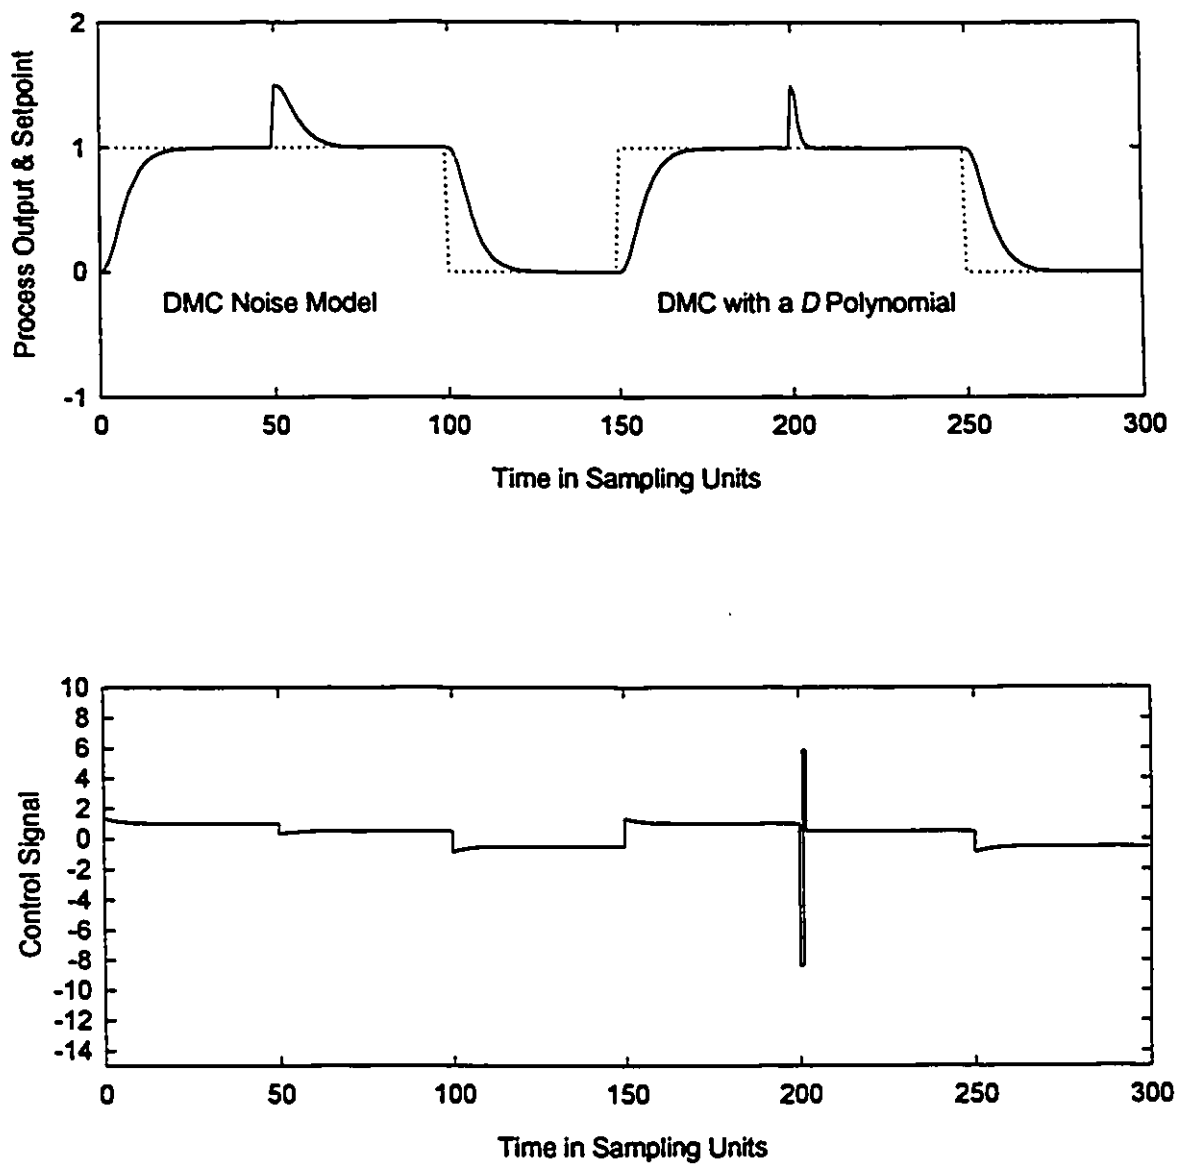 Process Output & Setpoint
2
1
0
-1
DMC Noise Model
DMC with a D Polynomial
0 50 100 150 200 250 300
Time in Sampling Units
Control Signal
10
8
6
4
2
0
-2
-4
-6
-8
-10
-12
-14
0 50 100 150 200 250 300
Time in Sampling Units